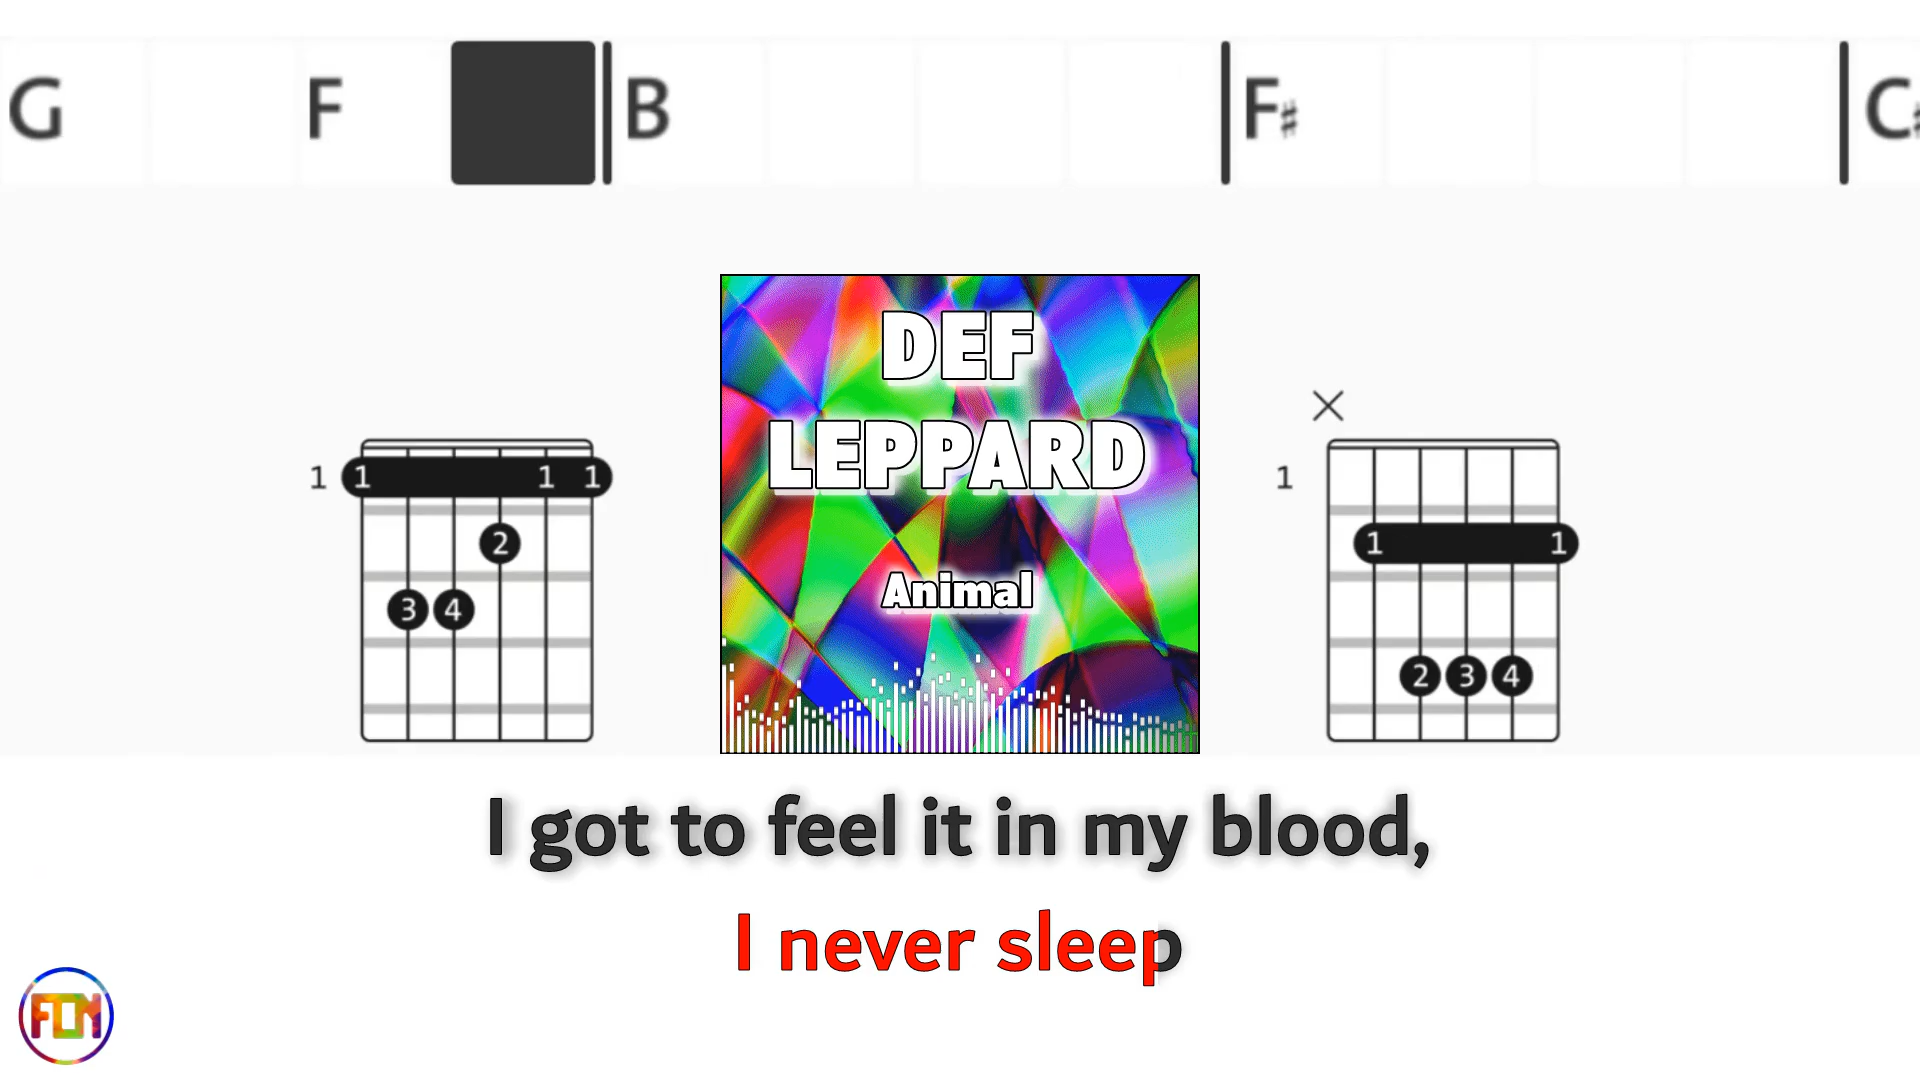 G F B F♯ C♯
DEF
LEPPARD
Animal
×
1 1 1 1
1
2
1 1
3 4
2 3 4
I got to feel it in my blood,
I never sleep
FCN